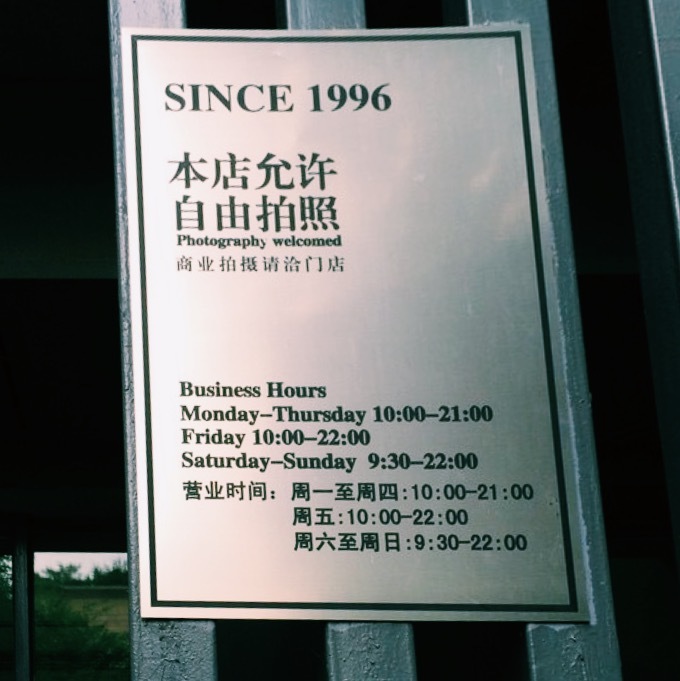 SINCE 1996
本店允许
自由拍照
Photography welcomed
商业拍摄请洽门店
Business Hours
Monday–Thursday 10:00–21:00
Friday 10:00–22:00
Saturday–Sunday 9:30–22:00
营业时间：周一至周四:10:00-21:00
周五:10:00-22:00
周六至周日:9:30-22:00